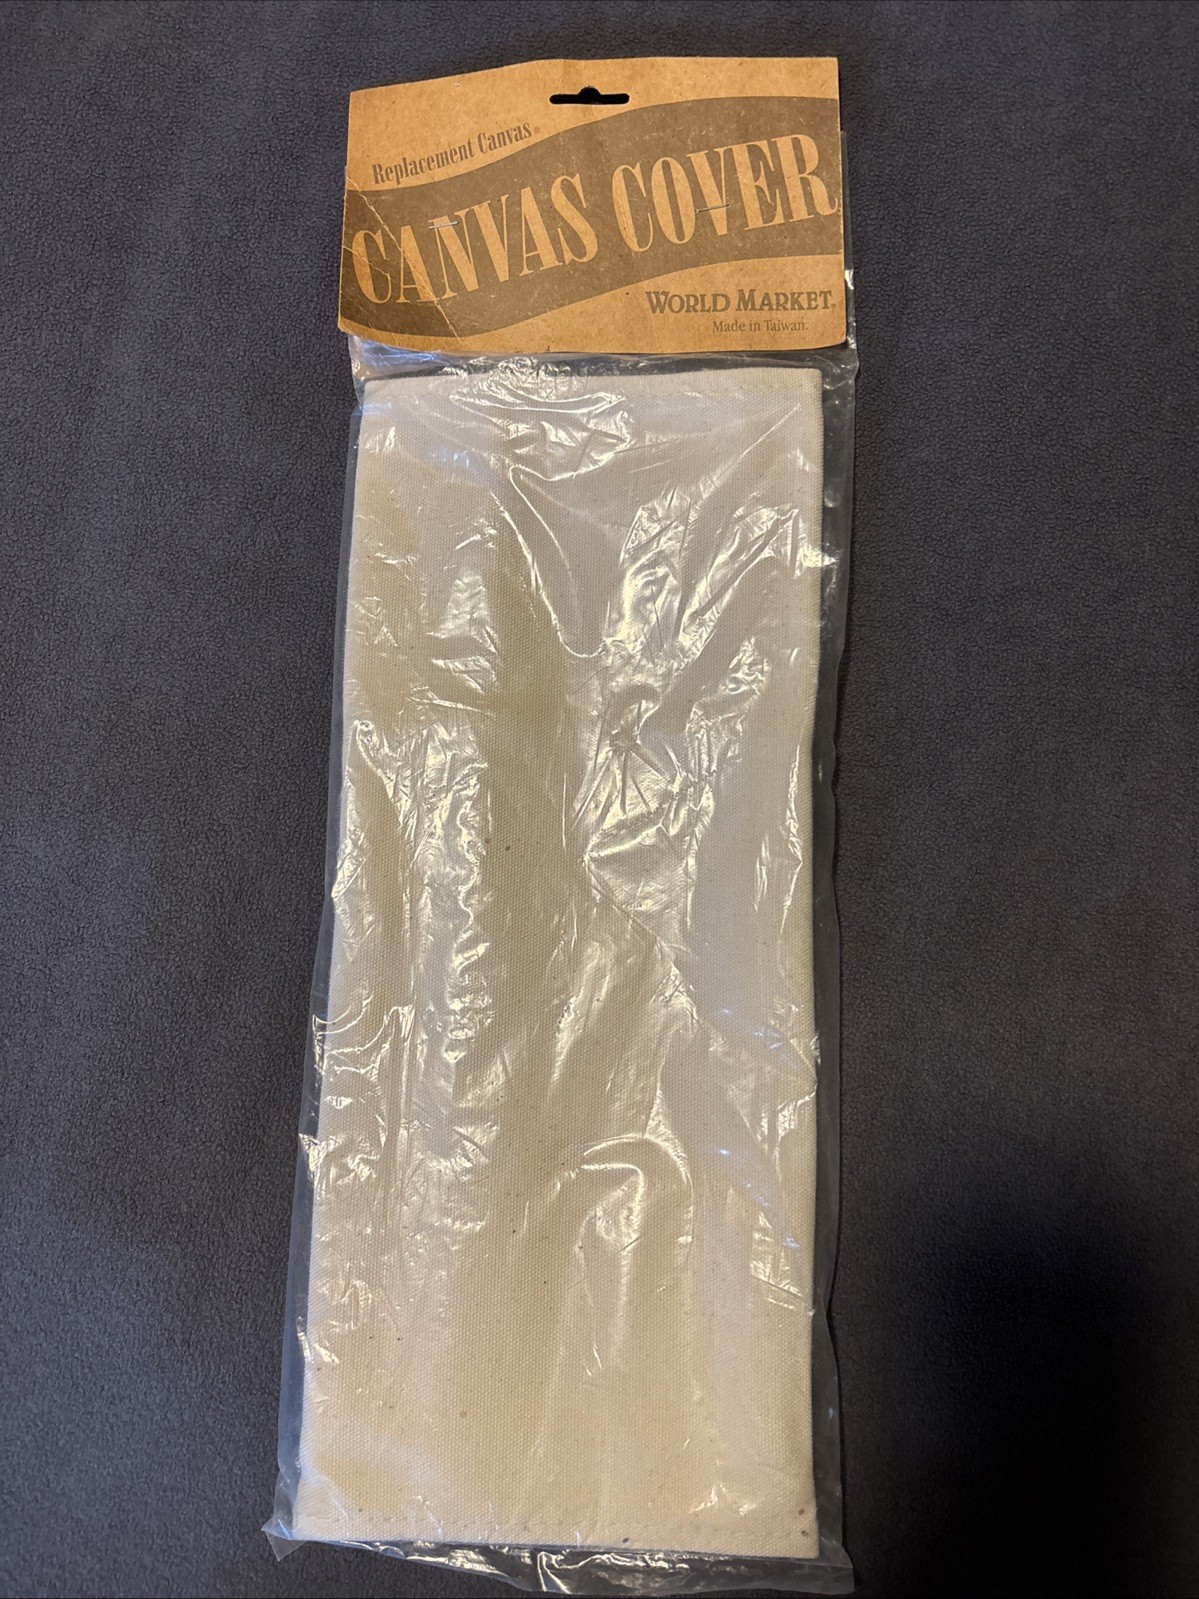 Replacement Canvas
CANVAS COVER
WORLD MARKET
Made in Taiwan.